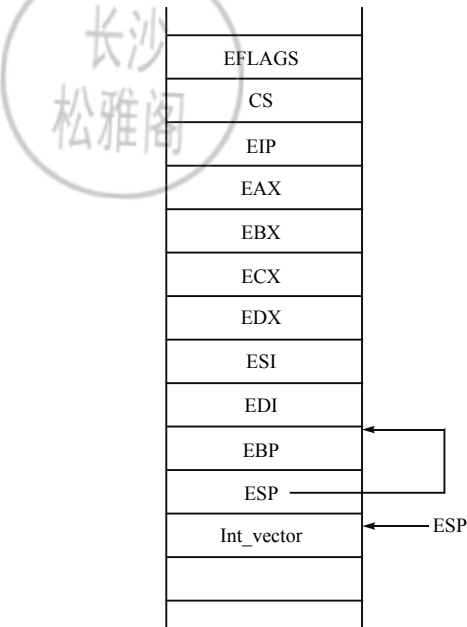 长沙
松雅阁
EFLAGS
CS
EIP
EAX
EBX
ECX
EDX
ESI
EDI
EBP
ESP
Int_vector
ESP